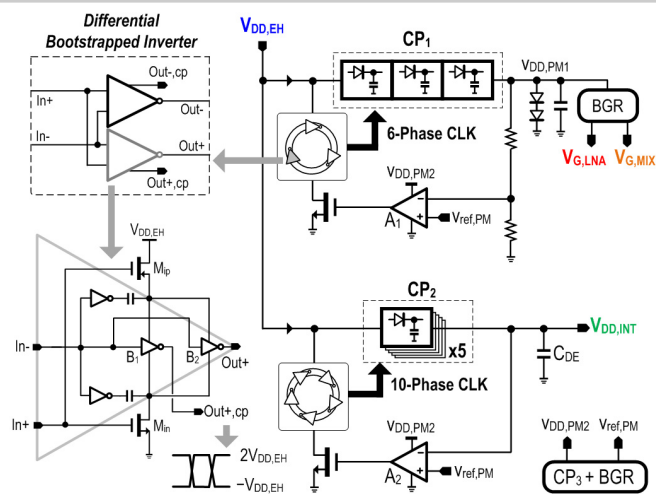 Differential
Bootstrapped Inverter
Out-,cp
In+
Out-
In-
Out+
Out+,cp
VDD,EH
CP1
6-Phase CLK
VDD,PM1
BGR
VG,LNA
VG,MIX
VDD,PM2
A1
Vref,PM
VDD,EH
Mip
In-
B1
B2
Out+
In+
Min
Out+,cp
2VDD,EH
−VDD,EH
CP2
x5
10-Phase CLK
VDD,INT
CDE
VDD,PM2
A2
Vref,PM
VDD,PM2
Vref,PM
CP3 + BGR